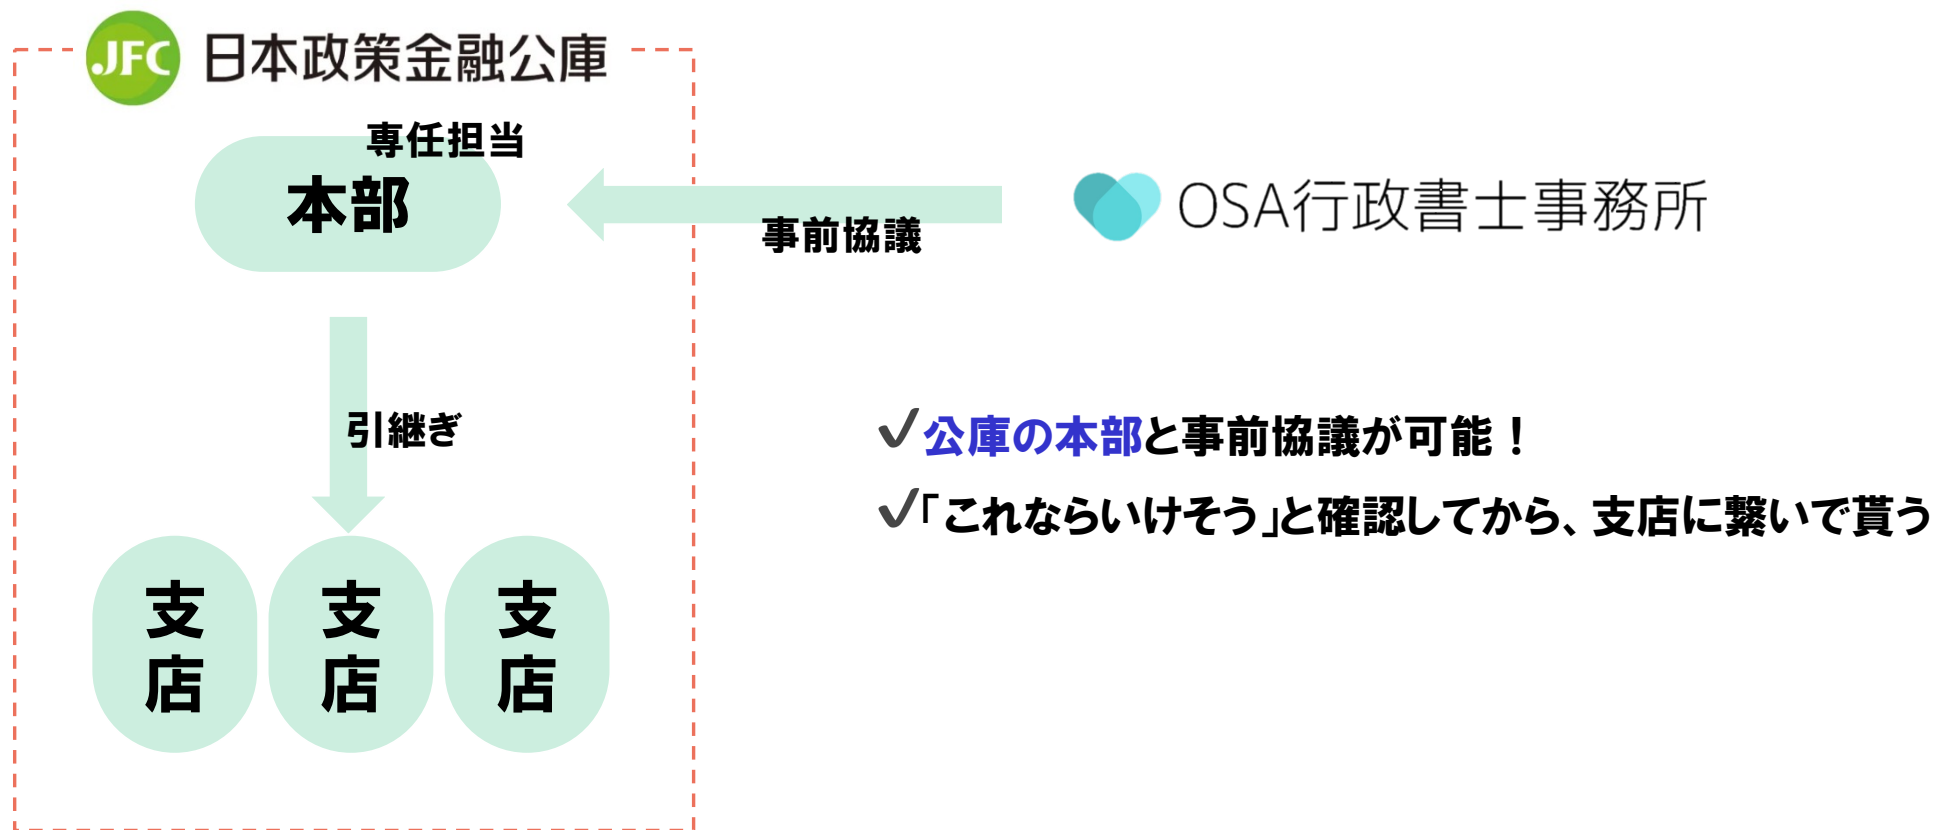 JFC 日本政策金融公庫
専任担当
本部
事前協議
OSA行政書士事務所
引継ぎ
✓公庫の本部と事前協議が可能！
✓「これならいけそう」と確認してから、支店に繋いで貰う
支店
支店
支店